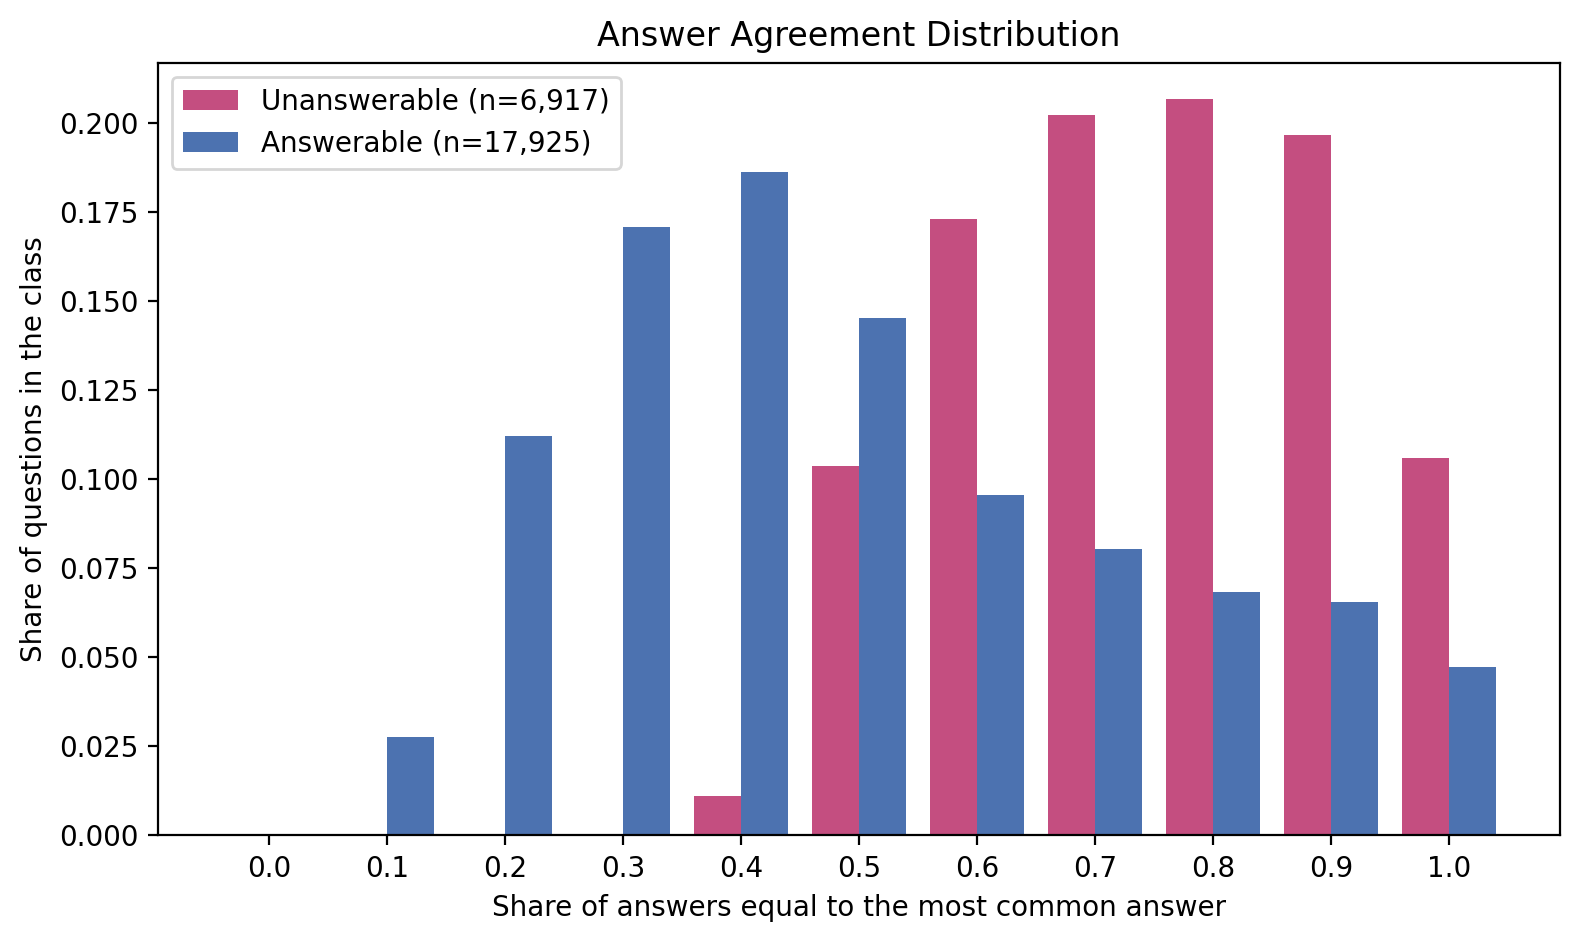 Answer Agreement Distribution
Unanswerable (n=6,917)
Answerable (n=17,925)
Share of questions in the class
0.200
0.175
0.150
0.125
0.100
0.075
0.050
0.025
0.000
0.0 0.1 0.2 0.3 0.4 0.5 0.6 0.7 0.8 0.9 1.0
Share of answers equal to the most common answer